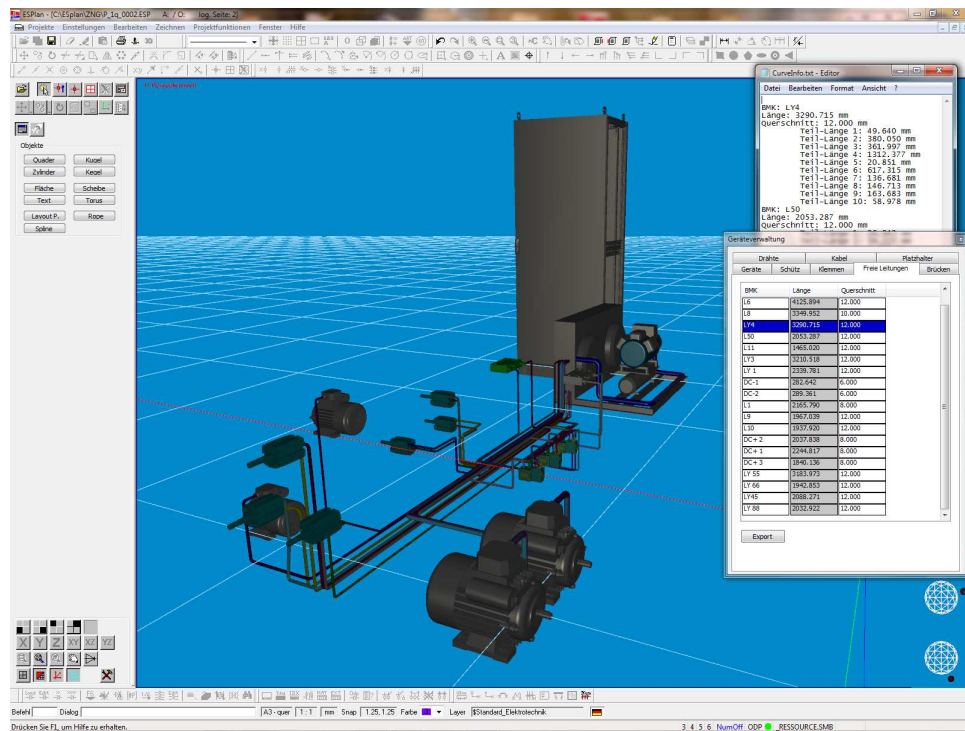 ESPlan - [C:\ESplan\ZNG\P_1q_0002.ESP A: / O: log. Seite: 2]
Projekte Einstellungen Bearbeiten Zeichnen Projektfunktionen Fenster Hilfe
CurveInfo.txt - Editor
Datei Bearbeiten Format Ansicht ?
BMK: LY4
Länge: 3290.715 mm
Querschnitt: 12.000 mm
Teil-Länge 1: 49.640 mm
Teil-Länge 2: 380.050 mm
Teil-Länge 3: 361.997 mm
Teil-Länge 4: 1312.377 mm
Teil-Länge 5: 20.851 mm
Teil-Länge 6: 617.315 mm
Teil-Länge 7: 136.681 mm
Teil-Länge 8: 146.713 mm
Teil-Länge 9: 163.683 mm
Teil-Länge 10: 58.978 mm
BMK: L50
Länge: 2053.287 mm
Querschnitt: 12.000 mm
Objekte
Quader Kugel
Zylinder Kegel
Fläche Scheibe
Text Torus
Layout P. Rope
Spline
Geräteverwaltung
Drähte Kabel Platzhalter
Geräte Schütz Klemmen Freie Leitungen Brücken
BMK Länge Querschnitt
L6 4125.894 12.000
L8 3349.952 10.000
LY4 3290.715 12.000
L50 2053.287 12.000
L11 1465.020 12.000
LY3 3210.518 12.000
LY 1 2339.781 12.000
DC-1 282.642 6.000
DC-2 289.361 6.000
L1 2165.790 8.000
L9 1967.039 12.000
L10 1937.920 12.000
DC+ 2 2037.838 8.000
DC+ 1 2244.817 8.000
DC+ 3 1840.136 8.000
LY 55 3183.973 12.000
LY 66 1942.853 12.000
LY45 2088.271 12.000
LY 88 2032.922 12.000
Export
X Y Z XY XZ YZ
Befehl Dialog A3 - quer 1 : 1 mm Snap 1.25, 1.25 Farbe Layer $Standard_Elektrotechnik
Drücken Sie F1, um Hilfe zu erhalten. 3 4 5 6 NumOff ODP _RESSOURCE.SMB